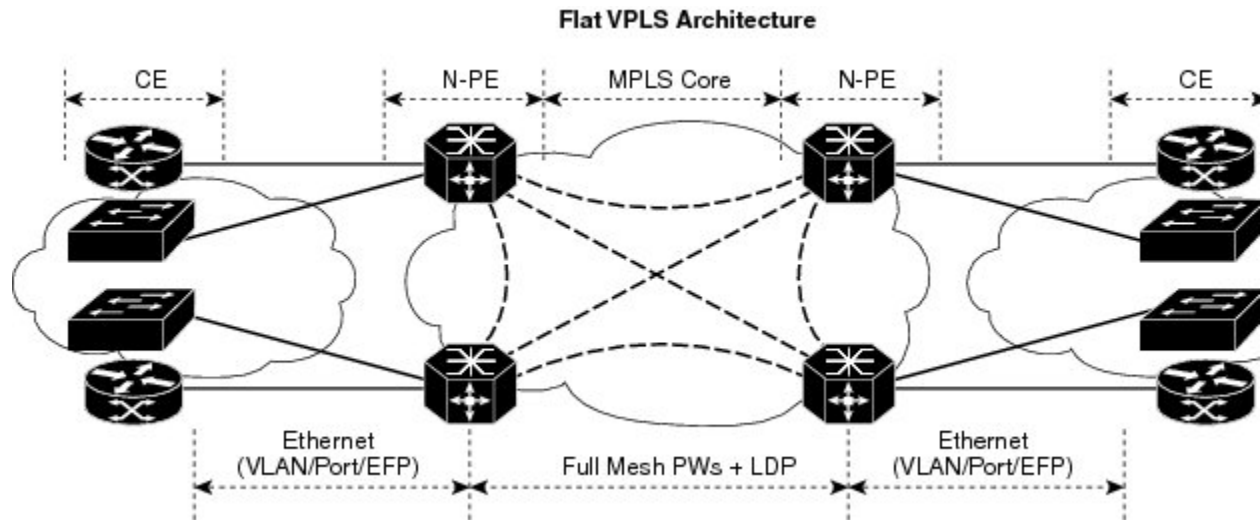 Flat VPLS Architecture
CE
N-PE
MPLS Core
N-PE
CE
Ethernet
(VLAN/Port/EFP)
Full Mesh PWs + LDP
Ethernet
(VLAN/Port/EFP)